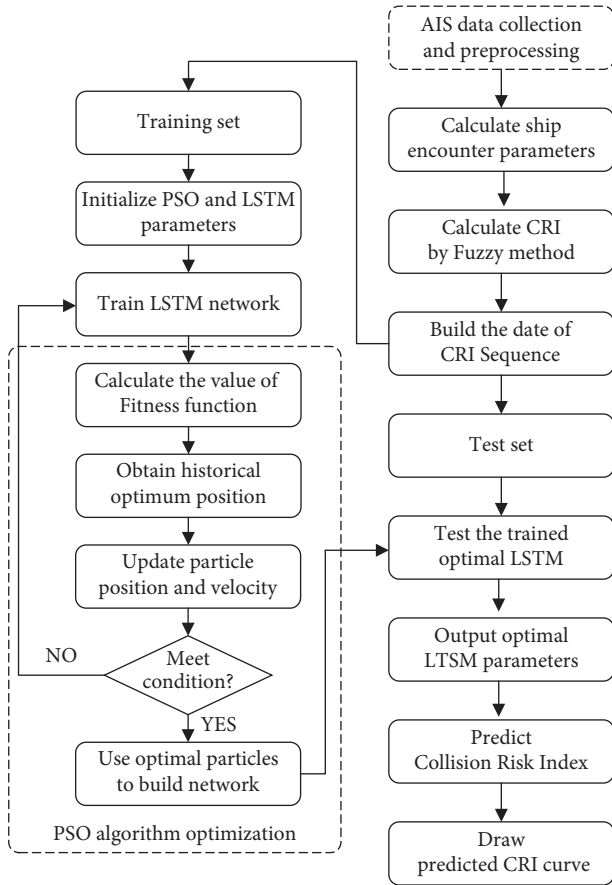 AIS data collection
and preprocessing
Calculate ship
encounter parameters
Calculate CRI
by Fuzzy method
Build the date of
CRI Sequence
Test set
Test the trained
optimal LSTM
Output optimal
LTSM parameters
Predict
Collision Risk Index
Draw
predicted CRI curve
Training set
Initialize PSO and LSTM
parameters
Train LSTM network
Calculate the value of
Fitness function
Obtain historical
optimum position
Update particle
position and velocity
Meet
condition?
NO
YES
Use optimal particles
to build network
PSO algorithm optimization